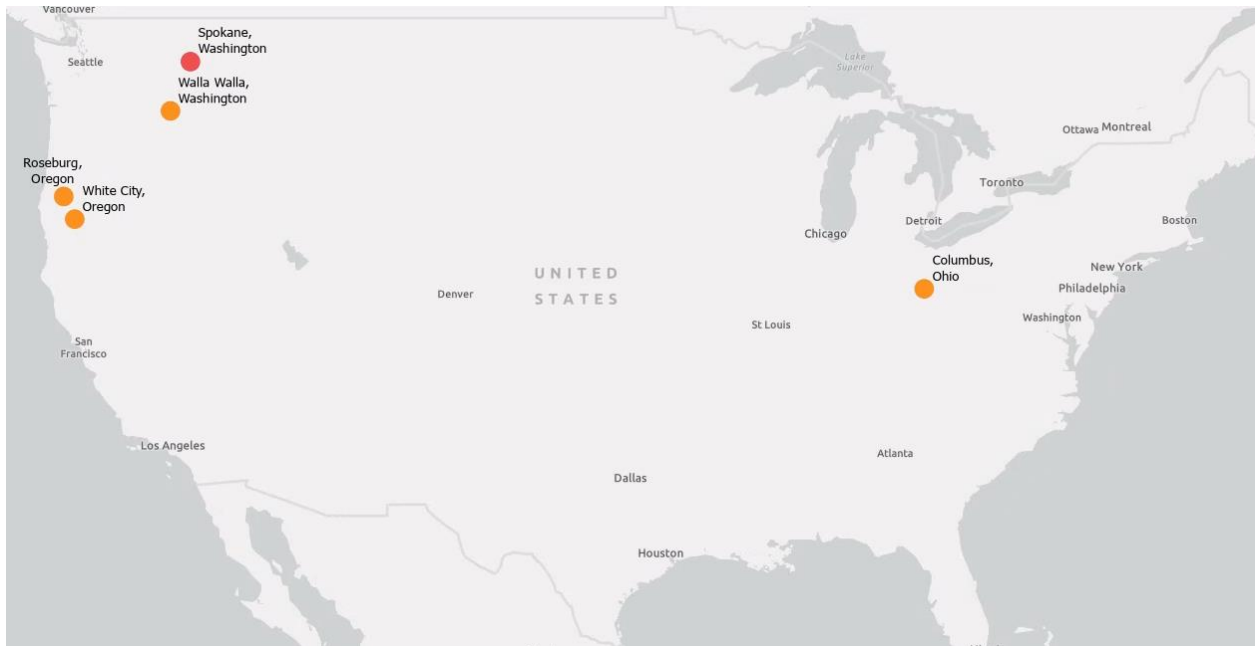 Vancouver
Spokane,
Washington
Seattle
Lake
Superior
Walla Walla,
Washington
Ottawa
Montreal
Roseburg,
Oregon
White City,
Oregon
Toronto
Detroit
Boston
Chicago
Columbus,
Ohio
New York
UNITED
STATES
Denver
Philadelphia
Washington
St Louis
San
Francisco
Los Angeles
Atlanta
Dallas
Houston